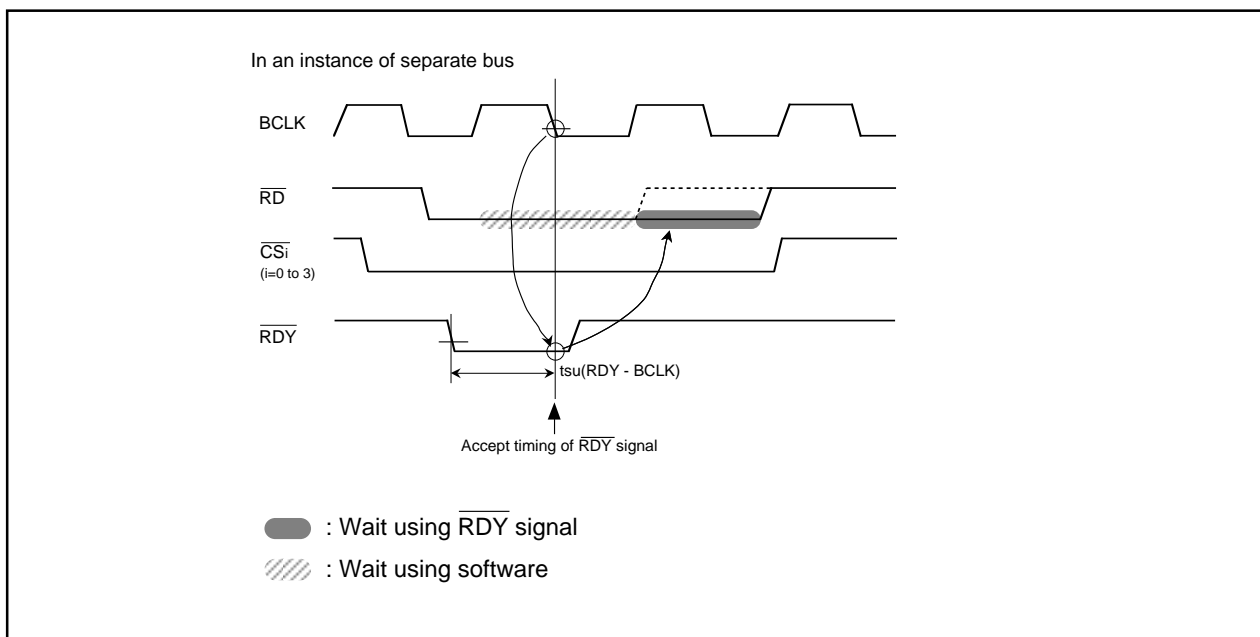 In an instance of separate bus
BCLK
RD
CSi
(i=0 to 3)
RDY
tsu(RDY - BCLK)
Accept timing of RDY signal
: Wait using RDY signal
: Wait using software